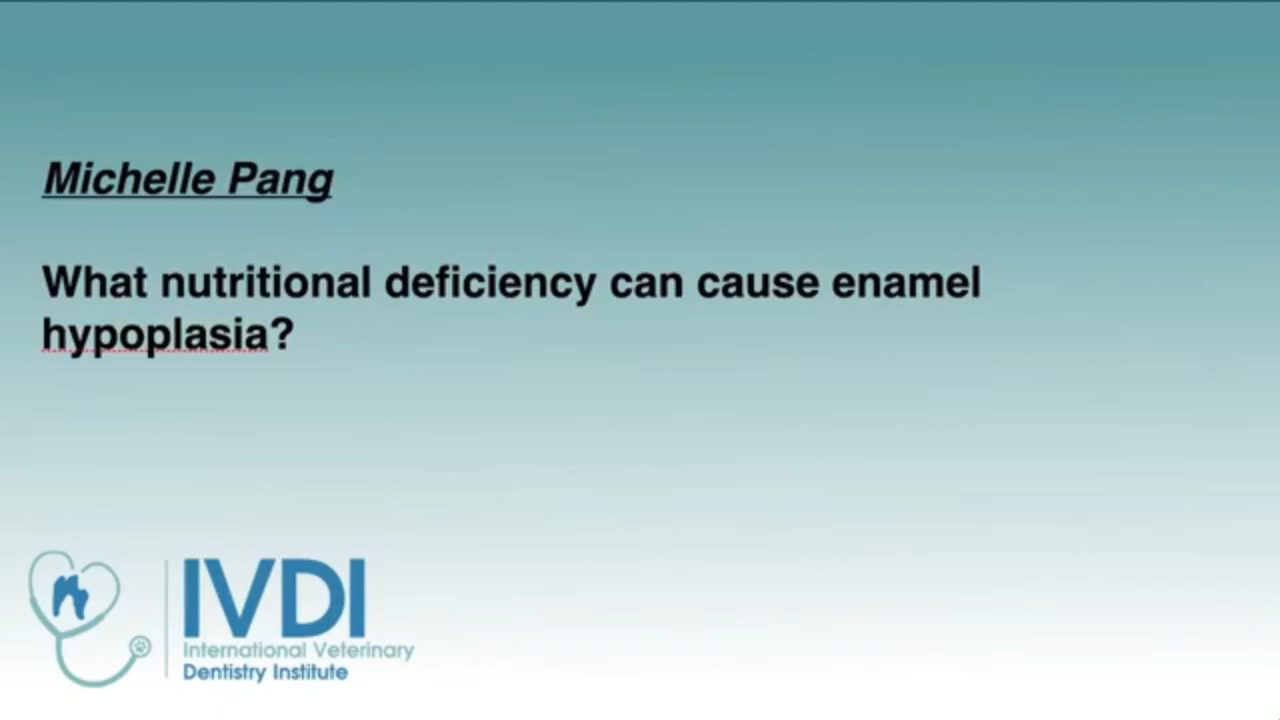 Michelle Pang
What nutritional deficiency can cause enamel
hypoplasia?
IVDI
International Veterinary
Dentistry Institute